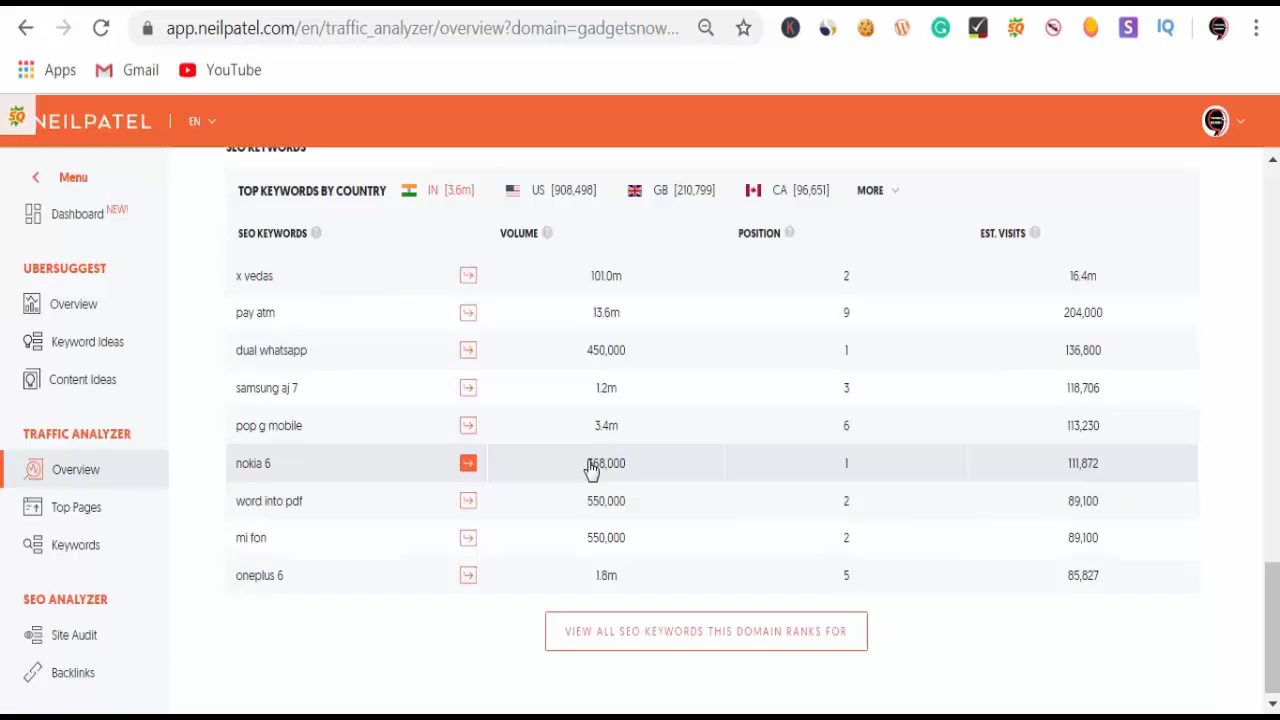 app.neilpatel.com/en/traffic_analyzer/overview?domain=gadgetsnow...
K
S
IQ
Apps
Gmail
YouTube
SQ
NEILPATEL
EN
Menu
Dashboard NEW!
UBERSUGGEST
Overview
Keyword Ideas
Content Ideas
TRAFFIC ANALYZER
Overview
Top Pages
Keywords
SEO ANALYZER
Site Audit
Backlinks
SEO KEYWORDS
TOP KEYWORDS BY COUNTRY IN [3.6m] US [908,498] GB [210,799] CA [96,651] MORE
SEO KEYWORDS ? VOLUME ? POSITION ? EST. VISITS ?
x vedas 101.0m 2 16.4m
pay atm 13.6m 9 204,000
dual whatsapp 450,000 1 136,800
samsung aj 7 1.2m 3 118,706
pop g mobile 3.4m 6 113,230
nokia 6 1 111,872
word into pdf 550,000 2 89,100
mi fon 550,000 2 89,100
oneplus 6 1.8m 5 85,827
VIEW ALL SEO KEYWORDS THIS DOMAIN RANKS FOR